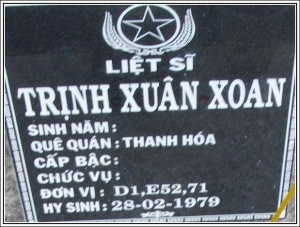 LIỆT SĨ
TRỊNH XUÂN XOAN
SINH NĂM :
QUÊ QUÁN : THANH HÓA
CẤP BẬC :
CHỨC VỤ :
ĐƠN VỊ : D1,E52,71
HY SINH : 28-02-1979